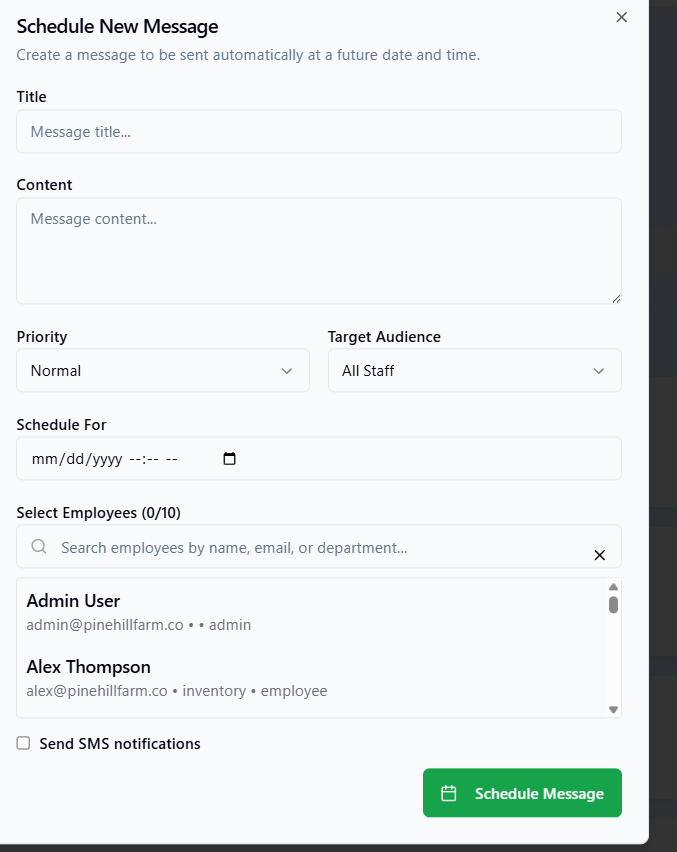 Schedule New Message
Create a message to be sent automatically at a future date and time.
Title
Message title...
Content
Message content...
Priority
Target Audience
Normal
All Staff
Schedule For
mm/dd/yyyy --:-- --
Select Employees (0/10)
Search employees by name, email, or department...
Admin User
admin@pinehillfarm.co • • admin
Alex Thompson
alex@pinehillfarm.co • inventory • employee
Send SMS notifications
Schedule Message